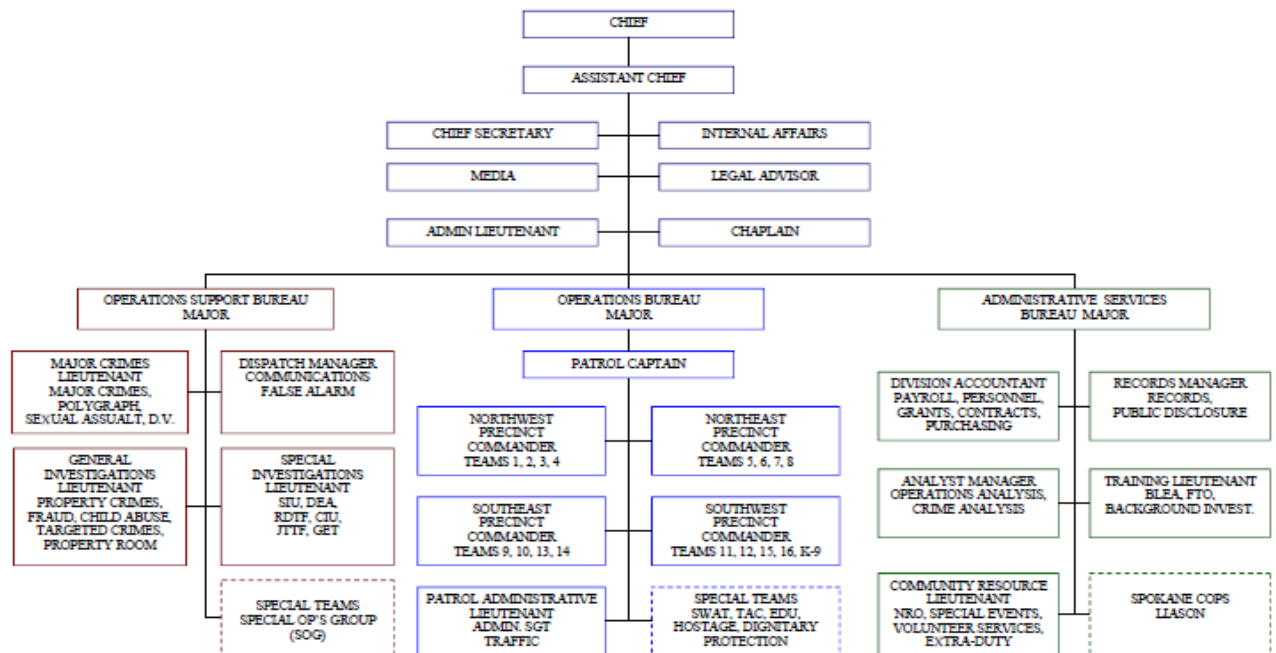 CHIEF
ASSISTANT CHIEF
CHIEF SECRETARY
INTERNAL AFFAIRS
MEDIA
LEGAL ADVISOR
ADMIN LIEUTENANT
CHAPLAIN
OPERATIONS SUPPORT BUREAU
MAJOR
OPERATIONS BUREAU
MAJOR
ADMINISTRATIVE SERVICES
BUREAU MAJOR
MAJOR CRIMES
LIEUTENANT
MAJOR CRIMES,
POLYGRAPH,
SEXUAL ASSUALT, D.V.
DISPATCH MANAGER
COMMUNICATIONS
FALSE ALARM
GENERAL
INVESTIGATIONS
LIEUTENANT
PROPERTY CRIMES,
FRAUD, CHILD ABUSE,
TARGETED CRIMES,
PROPERTY ROOM
SPECIAL
INVESTIGATIONS
LIEUTENANT
SIU, DEA,
RDTF, CIU,
JTTF, GET
SPECIAL TEAMS
SPECIAL OP'S GROUP
(SOG)
PATROL CAPTAIN
NORTHWEST
PRECINCT
COMMANDER
TEAMS 1, 2, 3, 4
NORTHEAST
PRECINCT
COMMANDER
TEAMS 5, 6, 7, 8
SOUTHEAST
PRECINCT
COMMANDER
TEAMS 9, 10, 13, 14
SOUTHWEST
PRECINCT
COMMANDER
TEAMS 11, 12, 15, 16, K-9
PATROL ADMINISTRATIVE
LIEUTENANT
ADMIN. SGT
TRAFFIC
SPECIAL TEAMS
SWAT, TAC, EDU,
HOSTAGE, DIGNITARY
PROTECTION
DIVISION ACCOUNTANT
PAYROLL, PERSONNEL,
GRANTS, CONTRACTS,
PURCHASING
RECORDS MANAGER
RECORDS,
PUBLIC DISCLOSURE
ANALYST MANAGER
OPERATIONS ANALYSIS,
CRIME ANALYSIS
TRAINING LIEUTENANT
BLEA, FTO,
BACKGROUND INVEST.
COMMUNITY RESOURCE
LIEUTENANT
NRO, SPECIAL EVENTS,
VOLUNTEER SERVICES,
EXTRA-DUTY
SPOKANE COPS
LIASON